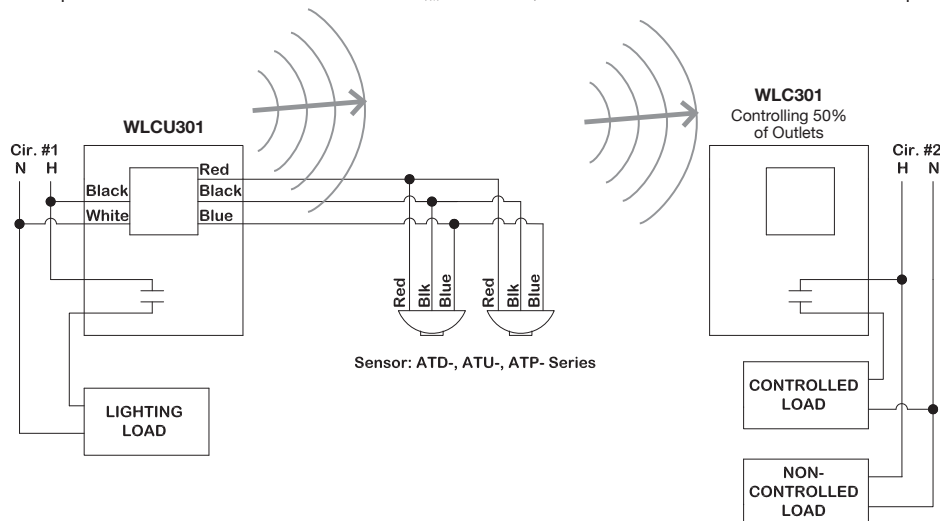 WLCU301
WLC301
Controlling 50%
of Outlets
Cir. #1
N H
Cir. #2
H N
Red
Black
Black
White
Blue
Red
Blk
Blue
Red
Blk
Blue
Sensor: ATD-, ATU-, ATP- Series
LIGHTING
LOAD
CONTROLLED
LOAD
NON-
CONTROLLED
LOAD